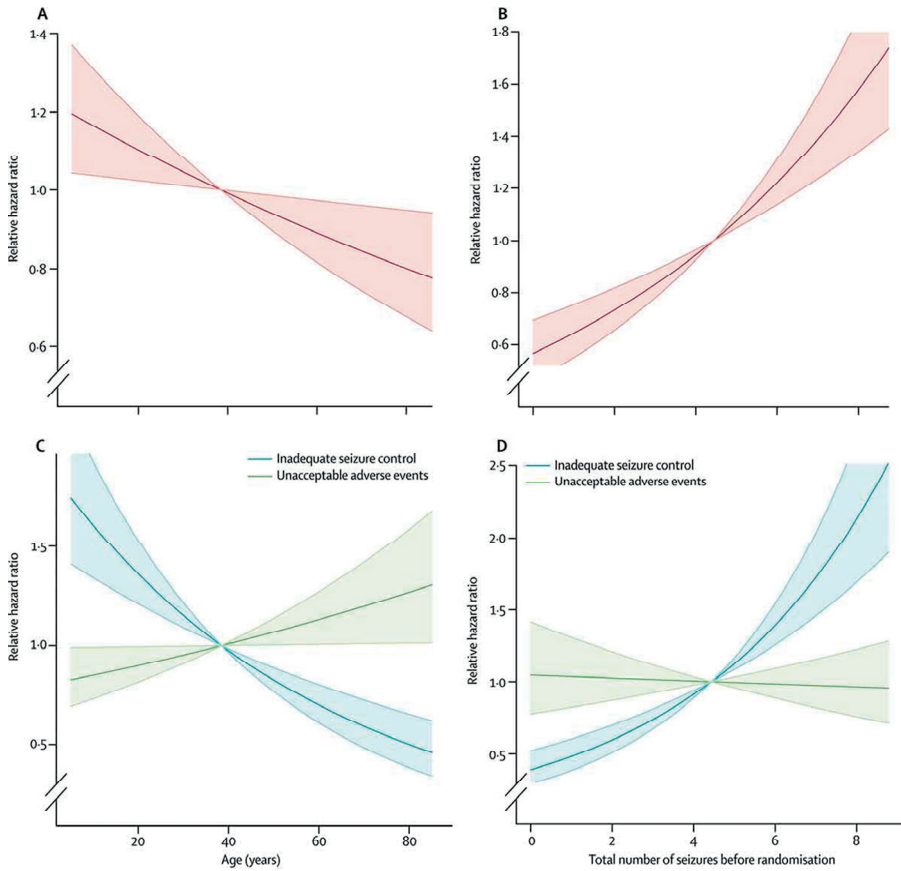 A
1·4
1·2
1·0
0·8
0·6
Relative hazard ratio
B
1·8
1·6
1·4
1·2
1·0
0·8
0·6
Relative hazard ratio
C
Inadequate seizure control
Unacceptable adverse events
1·5
1·0
0·5
Relative hazard ratio
20
40
60
80
Age (years)
D
Inadequate seizure control
Unacceptable adverse events
2·5
2·0
1·5
1·0
0·5
Relative hazard ratio
0
2
4
6
8
Total number of seizures before randomisation